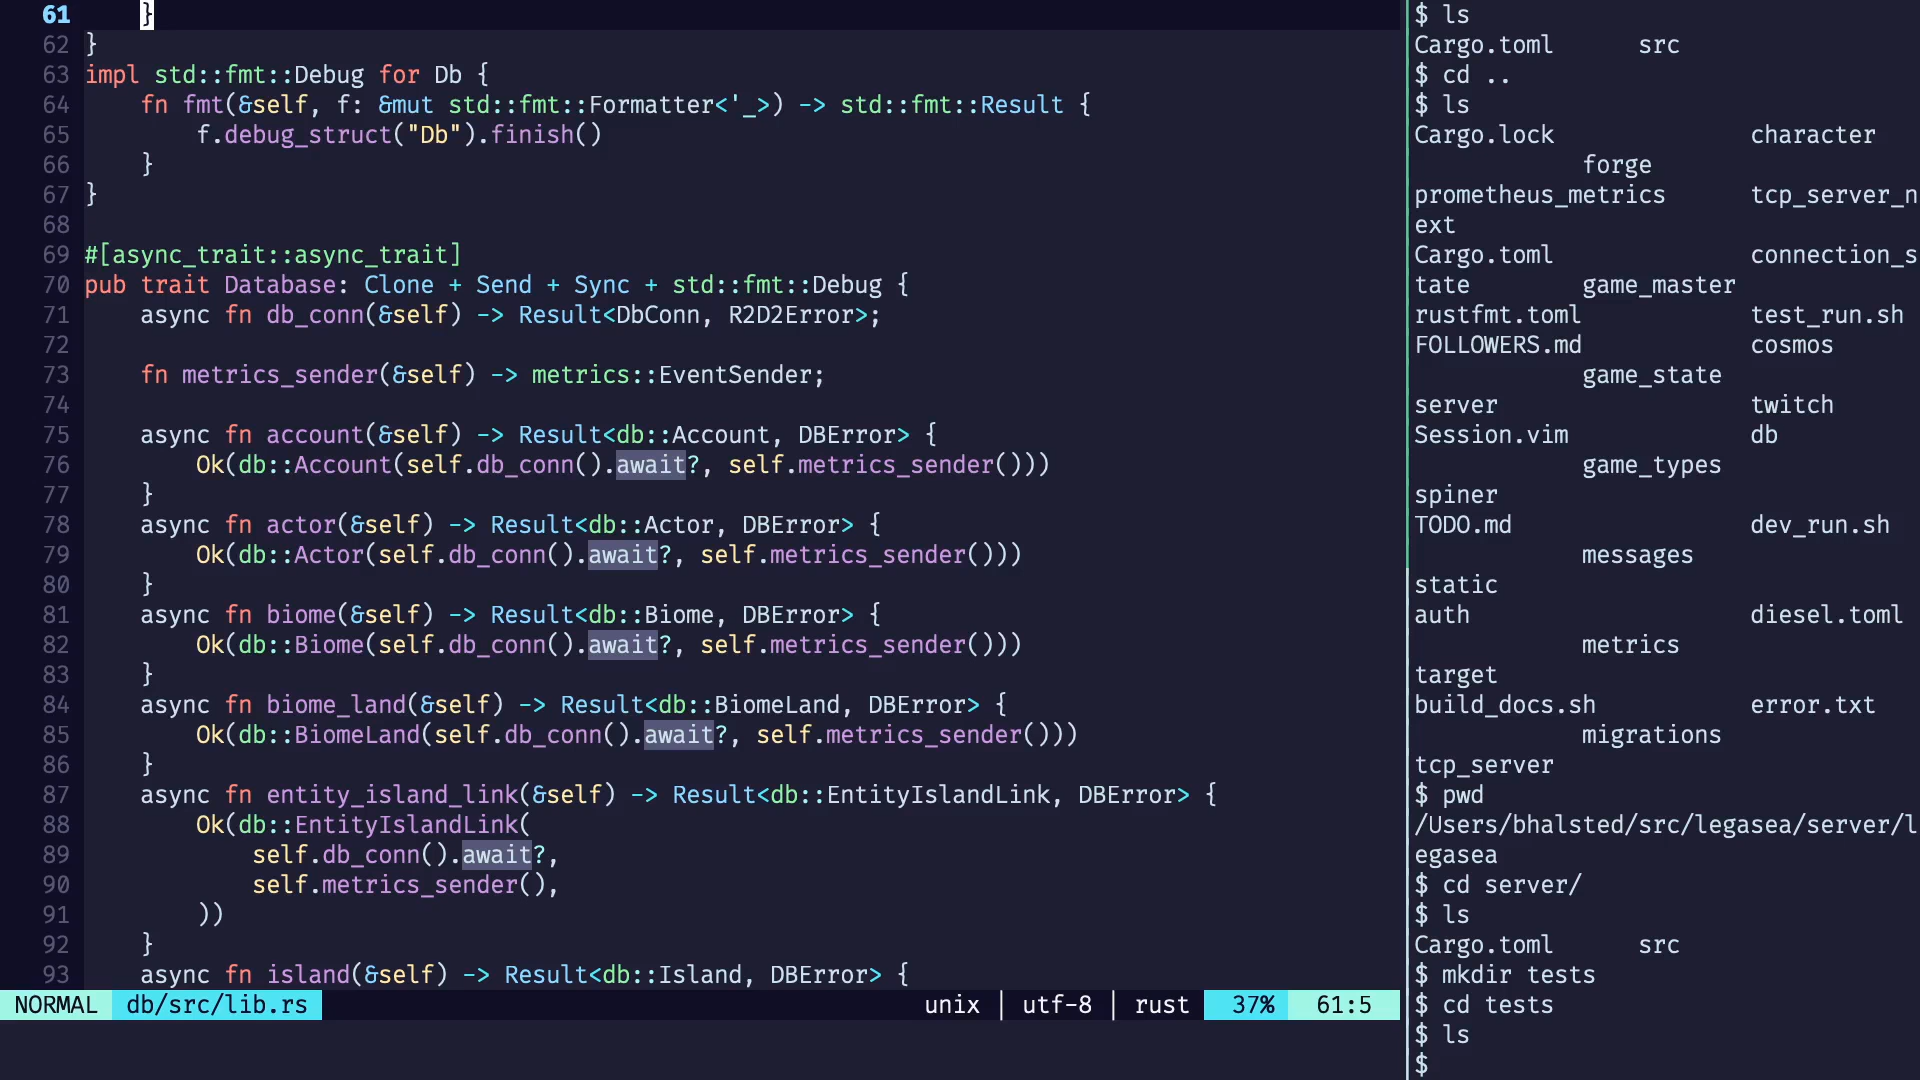 61     }
62 }
63 impl std::fmt::Debug for Db {
64     fn fmt(&self, f: &mut std::fmt::Formatter<'_>) -> std::fmt::Result {
65         f.debug_struct("Db").finish()
66     }
67 }
68
69 #[async_trait::async_trait]
70 pub trait Database: Clone + Send + Sync + std::fmt::Debug {
71     async fn db_conn(&self) -> Result<DbConn, R2D2Error>;
72
73     fn metrics_sender(&self) -> metrics::EventSender;
74
75     async fn account(&self) -> Result<db::Account, DBError> {
76         Ok(db::Account(self.db_conn().await?, self.metrics_sender()))
77     }
78     async fn actor(&self) -> Result<db::Actor, DBError> {
79         Ok(db::Actor(self.db_conn().await?, self.metrics_sender()))
80     }
81     async fn biome(&self) -> Result<db::Biome, DBError> {
82         Ok(db::Biome(self.db_conn().await?, self.metrics_sender()))
83     }
84     async fn biome_land(&self) -> Result<db::BiomeLand, DBError> {
85         Ok(db::BiomeLand(self.db_conn().await?, self.metrics_sender()))
86     }
87     async fn entity_island_link(&self) -> Result<db::EntityIslandLink, DBError> {
88         Ok(db::EntityIslandLink(
89             self.db_conn().await?,
90             self.metrics_sender(),
91         ))
92     }
93     async fn island(&self) -> Result<db::Island, DBError> {
NORMAL db/src/lib.rs unix | utf-8 | rust 37% 61:5
$ ls
Cargo.toml      src
$ cd ..
$ ls
Cargo.lock              character
            forge
prometheus_metrics      tcp_server_n
ext
Cargo.toml              connection_s
tate        game_master
rustfmt.toml            test_run.sh
FOLLOWERS.md            cosmos
            game_state
server                  twitch
Session.vim             db
            game_types
spiner
TODO.md                 dev_run.sh
            messages
static
auth                    diesel.toml
            metrics
target
build_docs.sh           error.txt
            migrations
tcp_server
$ pwd
/Users/bhalsted/src/legasea/server/l
egasea
$ cd server/
$ ls
Cargo.toml      src
$ mkdir tests
$ cd tests
$ ls
$